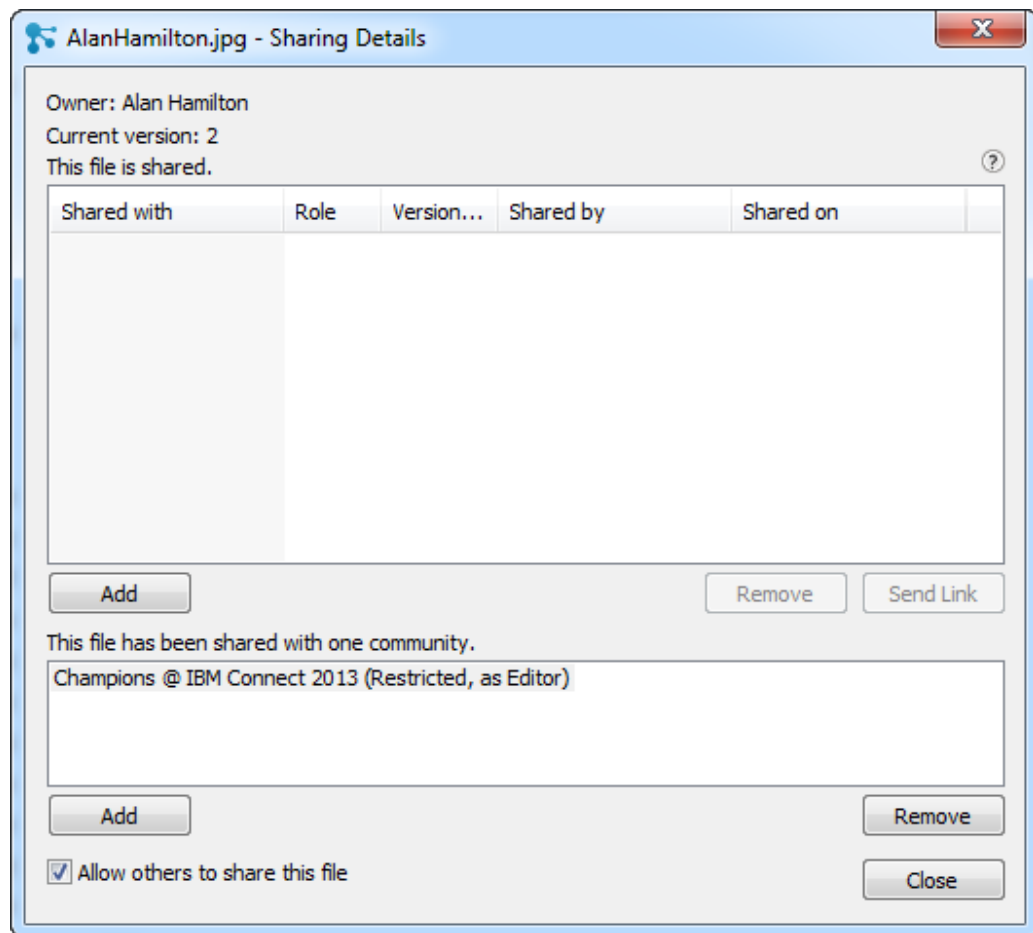 AlanHamilton.jpg - Sharing Details
Owner: Alan Hamilton
Current version: 2
This file is shared.
?
Shared with Role Version... Shared by Shared on
Add Remove Send Link
This file has been shared with one community.
Champions @ IBM Connect 2013 (Restricted, as Editor)
Add Remove
Allow others to share this file
Close